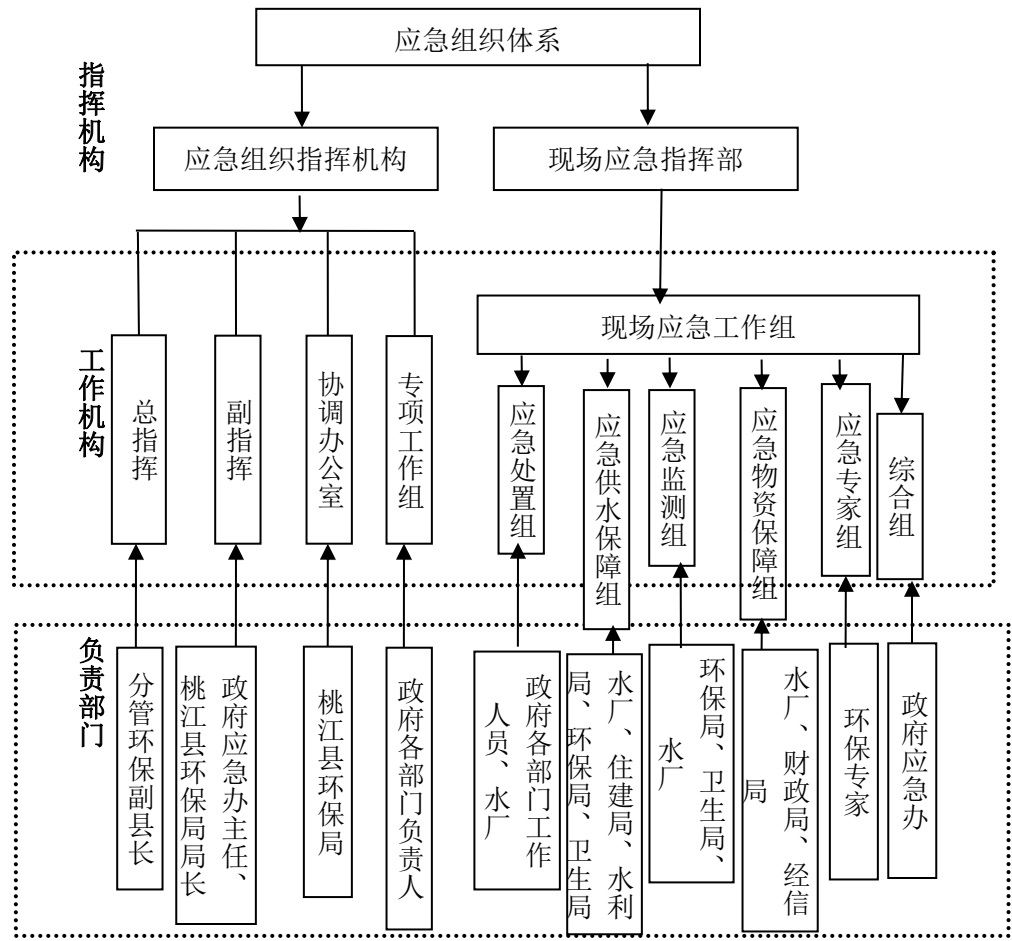 应急组织体系
指挥机构
应急组织指挥机构
现场应急指挥部
现场应急工作组
工作机构
总指挥
副指挥
协调办公室
专项工作组
应急处置组
应急供水保障组
应急监测组
应急物资保障组
应急专家组
综合组
负责部门
分管环保副县长
政府应急办主任、
桃江县环保局局长
桃江县环保局
政府各部门负责人
政府各部门工作
人员、水厂
水厂、住建局、水利
局、环保局、卫生局
环保局、卫生局、
水厂
水厂、财政局、经信
局
环保专家
政府应急办